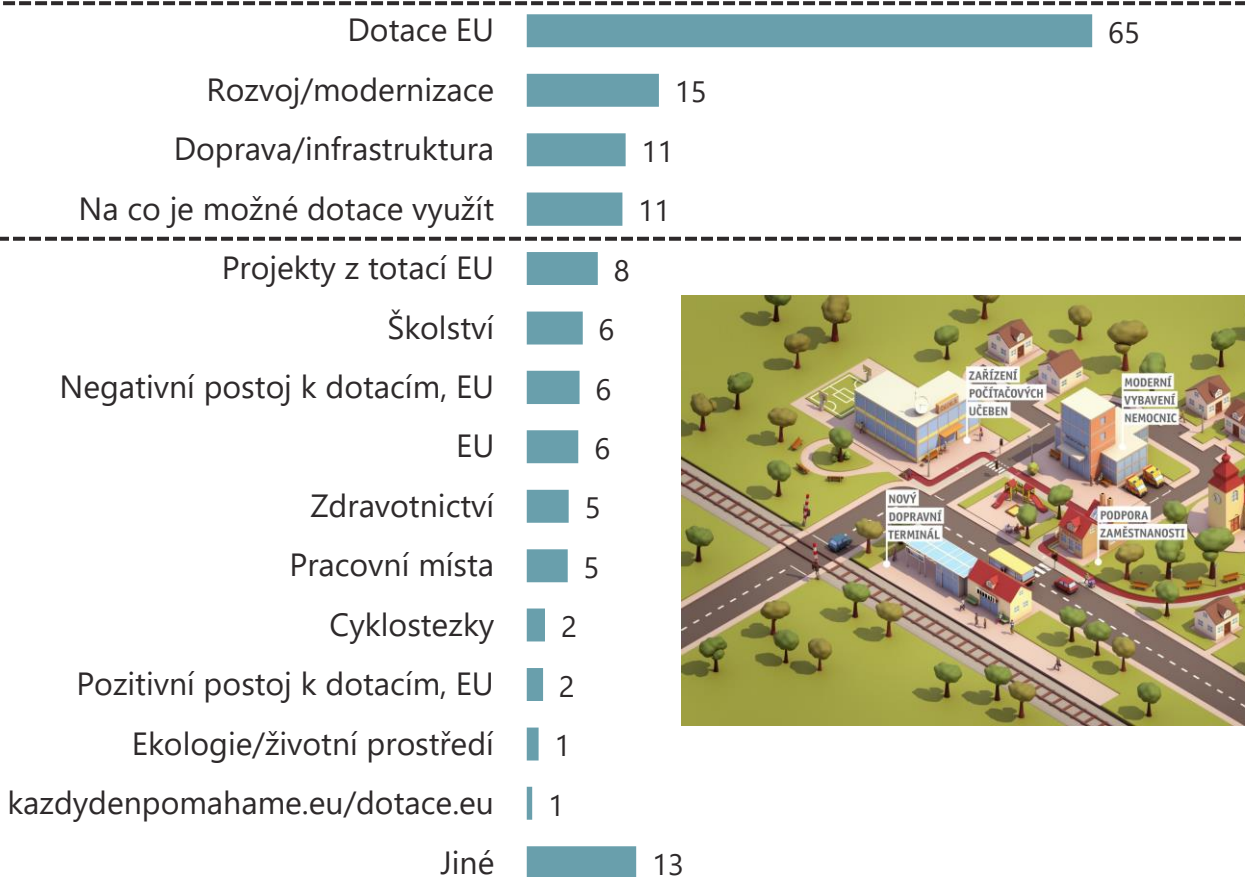 Dotace EU 65
Rozvoj/modernizace 15
Doprava/infrastruktura 11
Na co je možné dotace využít 11
Projekty z totací EU 8
Školství 6
Negativní postoj k dotacím, EU 6
EU 6
Zdravotnictví 5
Pracovní místa 5
Cyklostezky 2
Pozitivní postoj k dotacím, EU 2
Ekologie/životní prostředí 1
kazdydenpomahame.eu/dotace.eu 1
Jiné 13
ZAŘÍZENÍ
POČÍTAČOVÝCH
UČEBEN
MODERNÍ
VYBAVENÍ
NEMOCNIC
NOVÝ
DOPRAVNÍ
TERMINÁL
PODPORA
ZAMĚSTNANOSTI